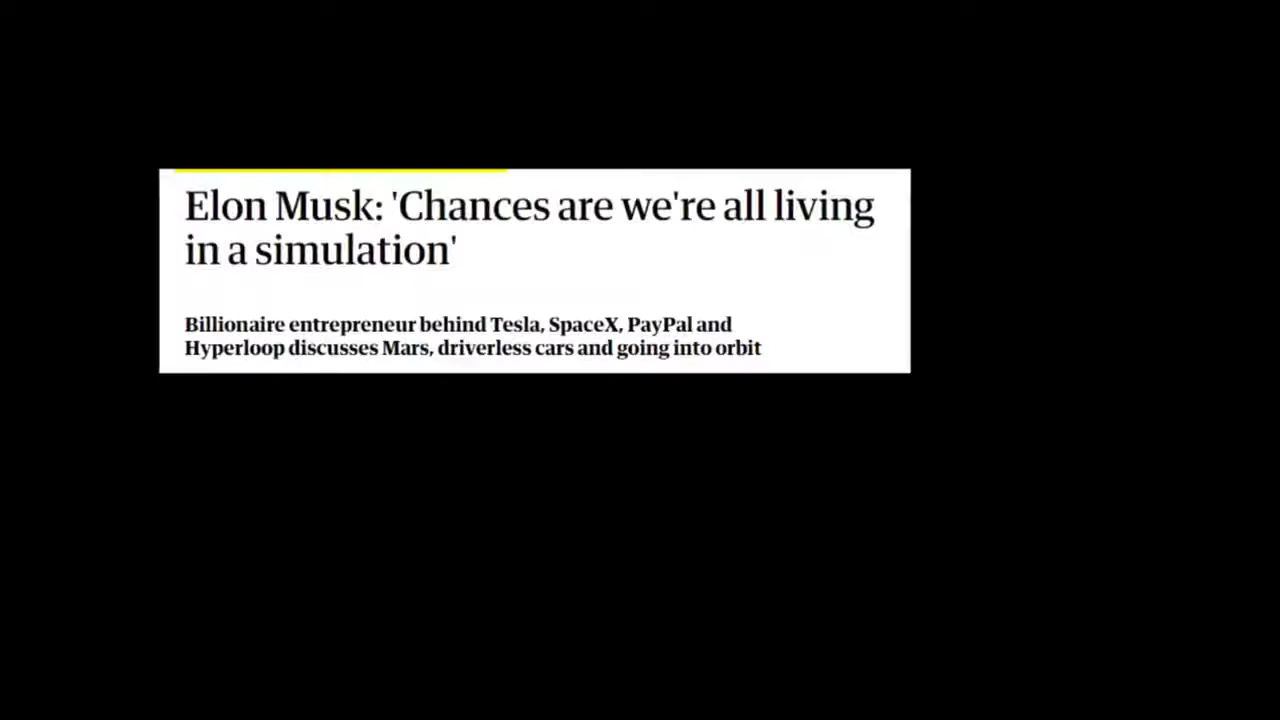 Elon Musk: 'Chances are we're all living
in a simulation'
Billionaire entrepreneur behind Tesla, SpaceX, PayPal and
Hyperloop discusses Mars, driverless cars and going into orbit